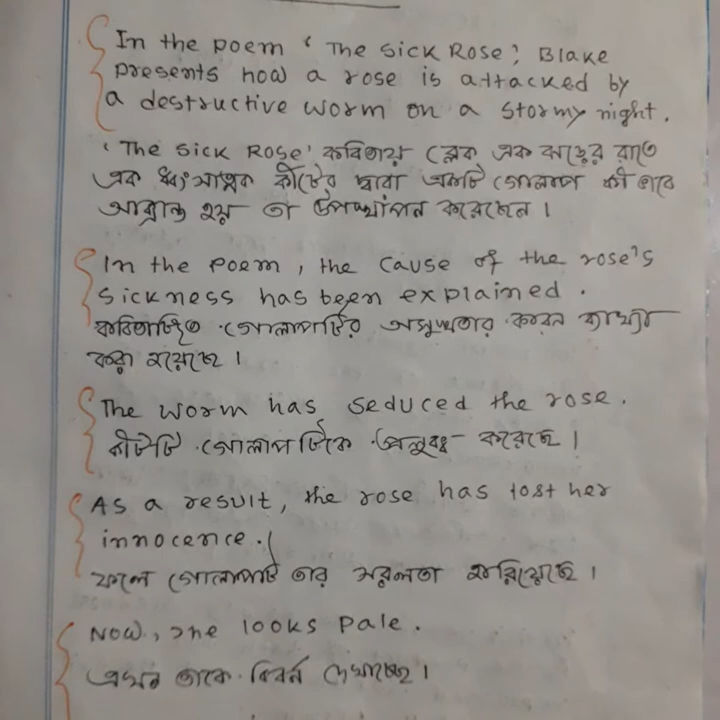 In the poem 'The Sick Rose', Blake
presents how a rose is attacked by
a destructive worm on a stormy night.
'The Sick Rose' কবিতায় ব্লেক এক ঝড়ের রাতে
এক ধ্বংসাত্মক কীটের দ্বারা একটি গোলাপ কী ভাবে
আক্রান্ত হয় তা উপস্থাপন করেছেন।
In the poem, the cause of the rose's
sickness has been explained.
কবিতাটিতে গোলাপটির অসুস্থতার কারন ব্যাখ্যা
করা হয়েছে।
The worm has seduced the rose.
কীটটি গোলাপটিকে প্রলুব্ধ করেছে।
As a result, the rose has lost her
innocence.
ফলে গোলাপটি তার সরলতা হারিয়েছে।
Now, she looks pale.
এখন তাকে বিবর্ন দেখাচ্ছে।